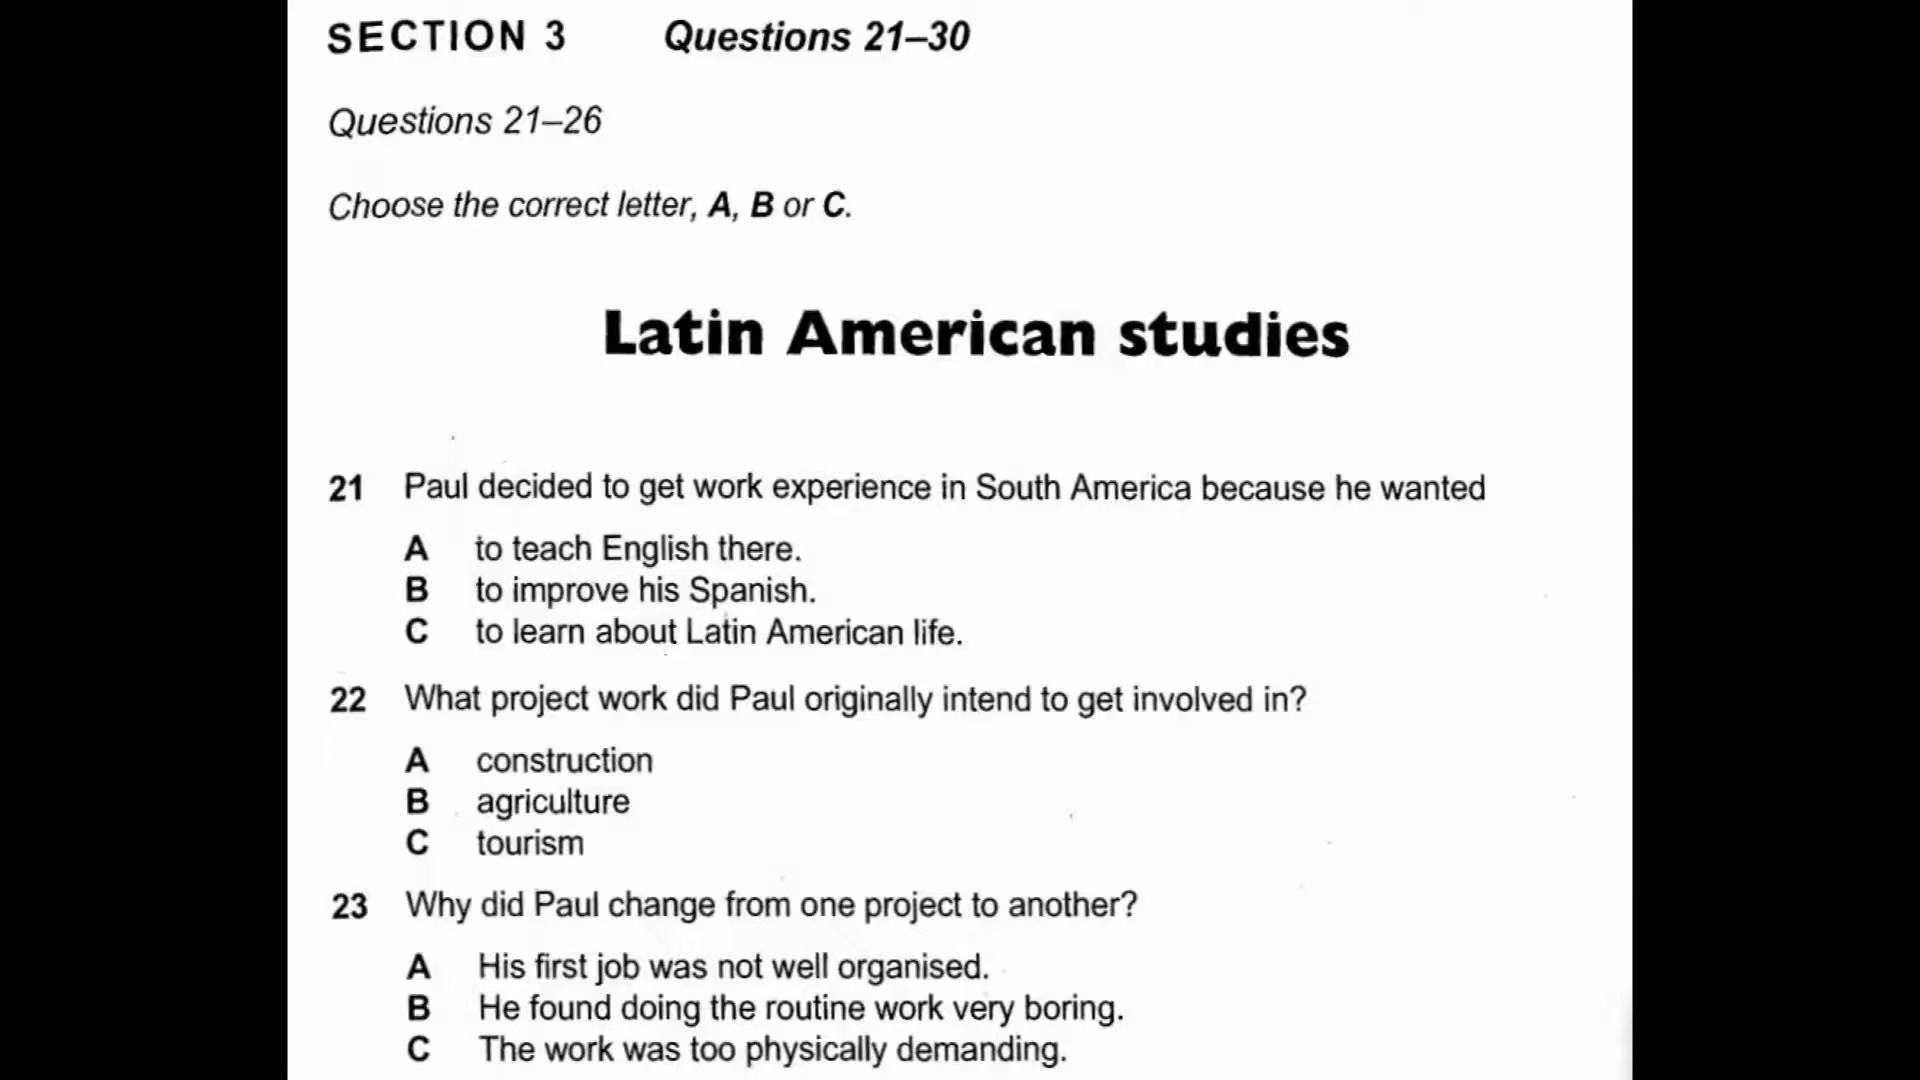 SECTION 3 Questions 21–30
Questions 21–26
Choose the correct letter, A, B or C.
Latin American studies
21 Paul decided to get work experience in South America because he wanted
A to teach English there.
B to improve his Spanish.
C to learn about Latin American life.
22 What project work did Paul originally intend to get involved in?
A construction
B agriculture
C tourism
23 Why did Paul change from one project to another?
A His first job was not well organised.
B He found doing the routine work very boring.
C The work was too physically demanding.